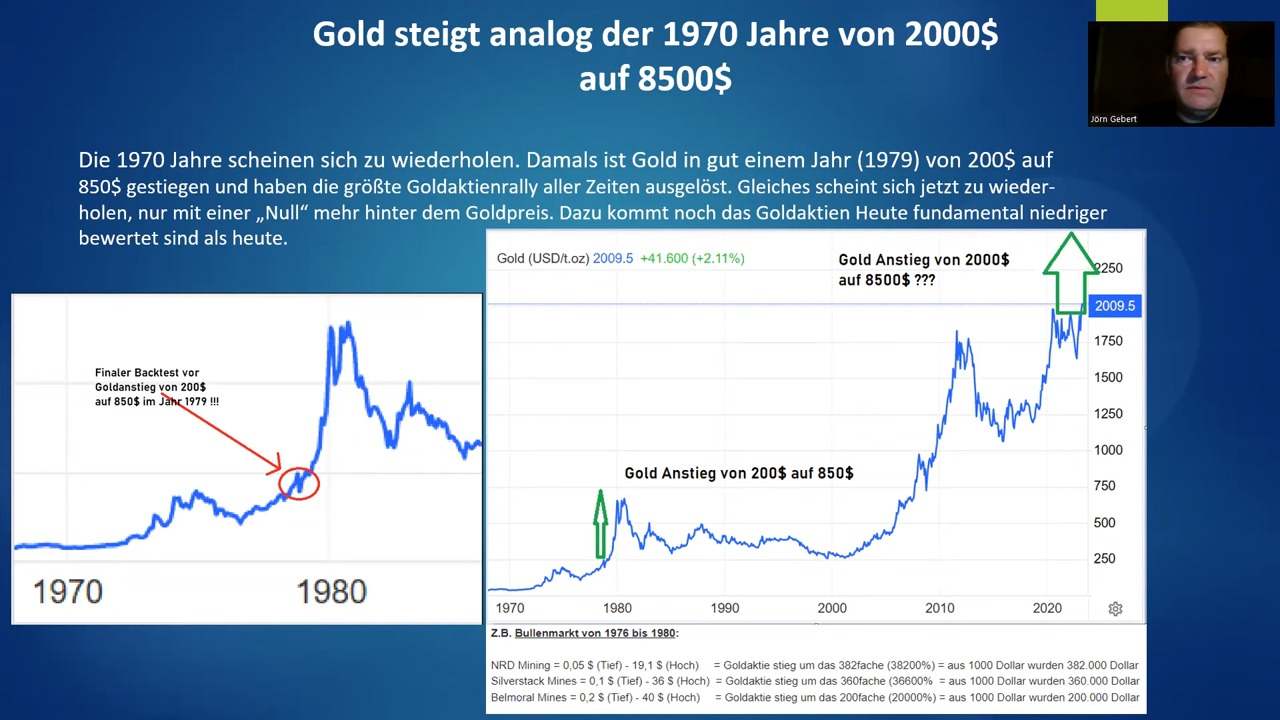 Gold steigt analog der 1970 Jahre von 2000$
auf 8500$
Jörn Gebert
Die 1970 Jahre scheinen sich zu wiederholen. Damals ist Gold in gut einem Jahr (1979) von 200$ auf
850$ gestiegen und haben die größte Goldaktienrally aller Zeiten ausgelöst. Gleiches scheint sich jetzt zu wieder-
holen, nur mit einer „Null“ mehr hinter dem Goldpreis. Dazu kommt noch das Goldaktien Heute fundamental niedriger
bewertet sind als heute.
Finaler Backtest vor
Goldanstieg von 200$
auf 850$ im Jahr 1979 !!!
1970 1980
Gold (USD/t.oz) 2009.5 +41.600 (+2.11%)
Gold Anstieg von 2000$
auf 8500$ ???
2250
2009.5
1750
1500
1250
1000
Gold Anstieg von 200$ auf 850$
750
500
250
1970 1980 1990 2000 2010 2020
Z.B. Bullenmarkt von 1976 bis 1980:
NRD Mining = 0,05 $ (Tief) - 19,1 $ (Hoch) = Goldaktie stieg um das 382fache (38200%) = aus 1000 Dollar wurden 382.000 Dollar
Silverstack Mines = 0,1 $ (Tief) - 36 $ (Hoch) = Goldaktie stieg um das 360fache (36600% = aus 1000 Dollar wurden 360.000 Dollar
Belmoral Mines = 0,2 $ (Tief) - 40 $ (Hoch) = Goldaktie stieg um das 200fache (20000%) = aus 1000 Dollar wurden 200.000 Dollar